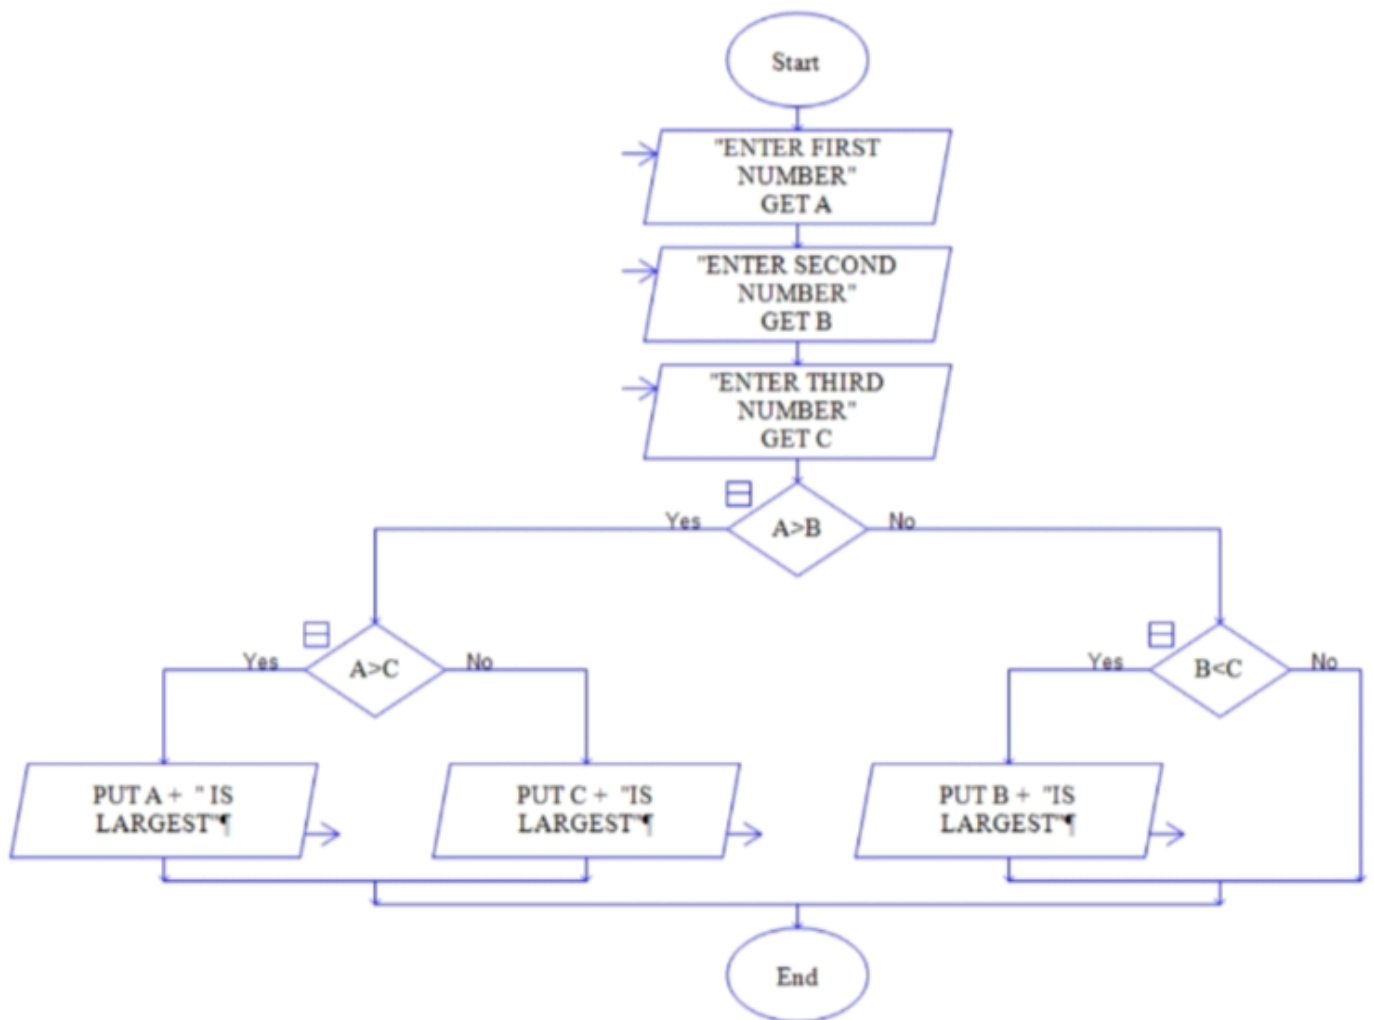 Start
"ENTER FIRST
NUMBER"
GET A
"ENTER SECOND
NUMBER"
GET B
"ENTER THIRD
NUMBER"
GET C
Yes
A>B
No
Yes
A>C
No
Yes
B<C
No
PUT A + " IS
LARGEST"¶
PUT C + "IS
LARGEST"¶
PUT B + "IS
LARGEST"¶
End